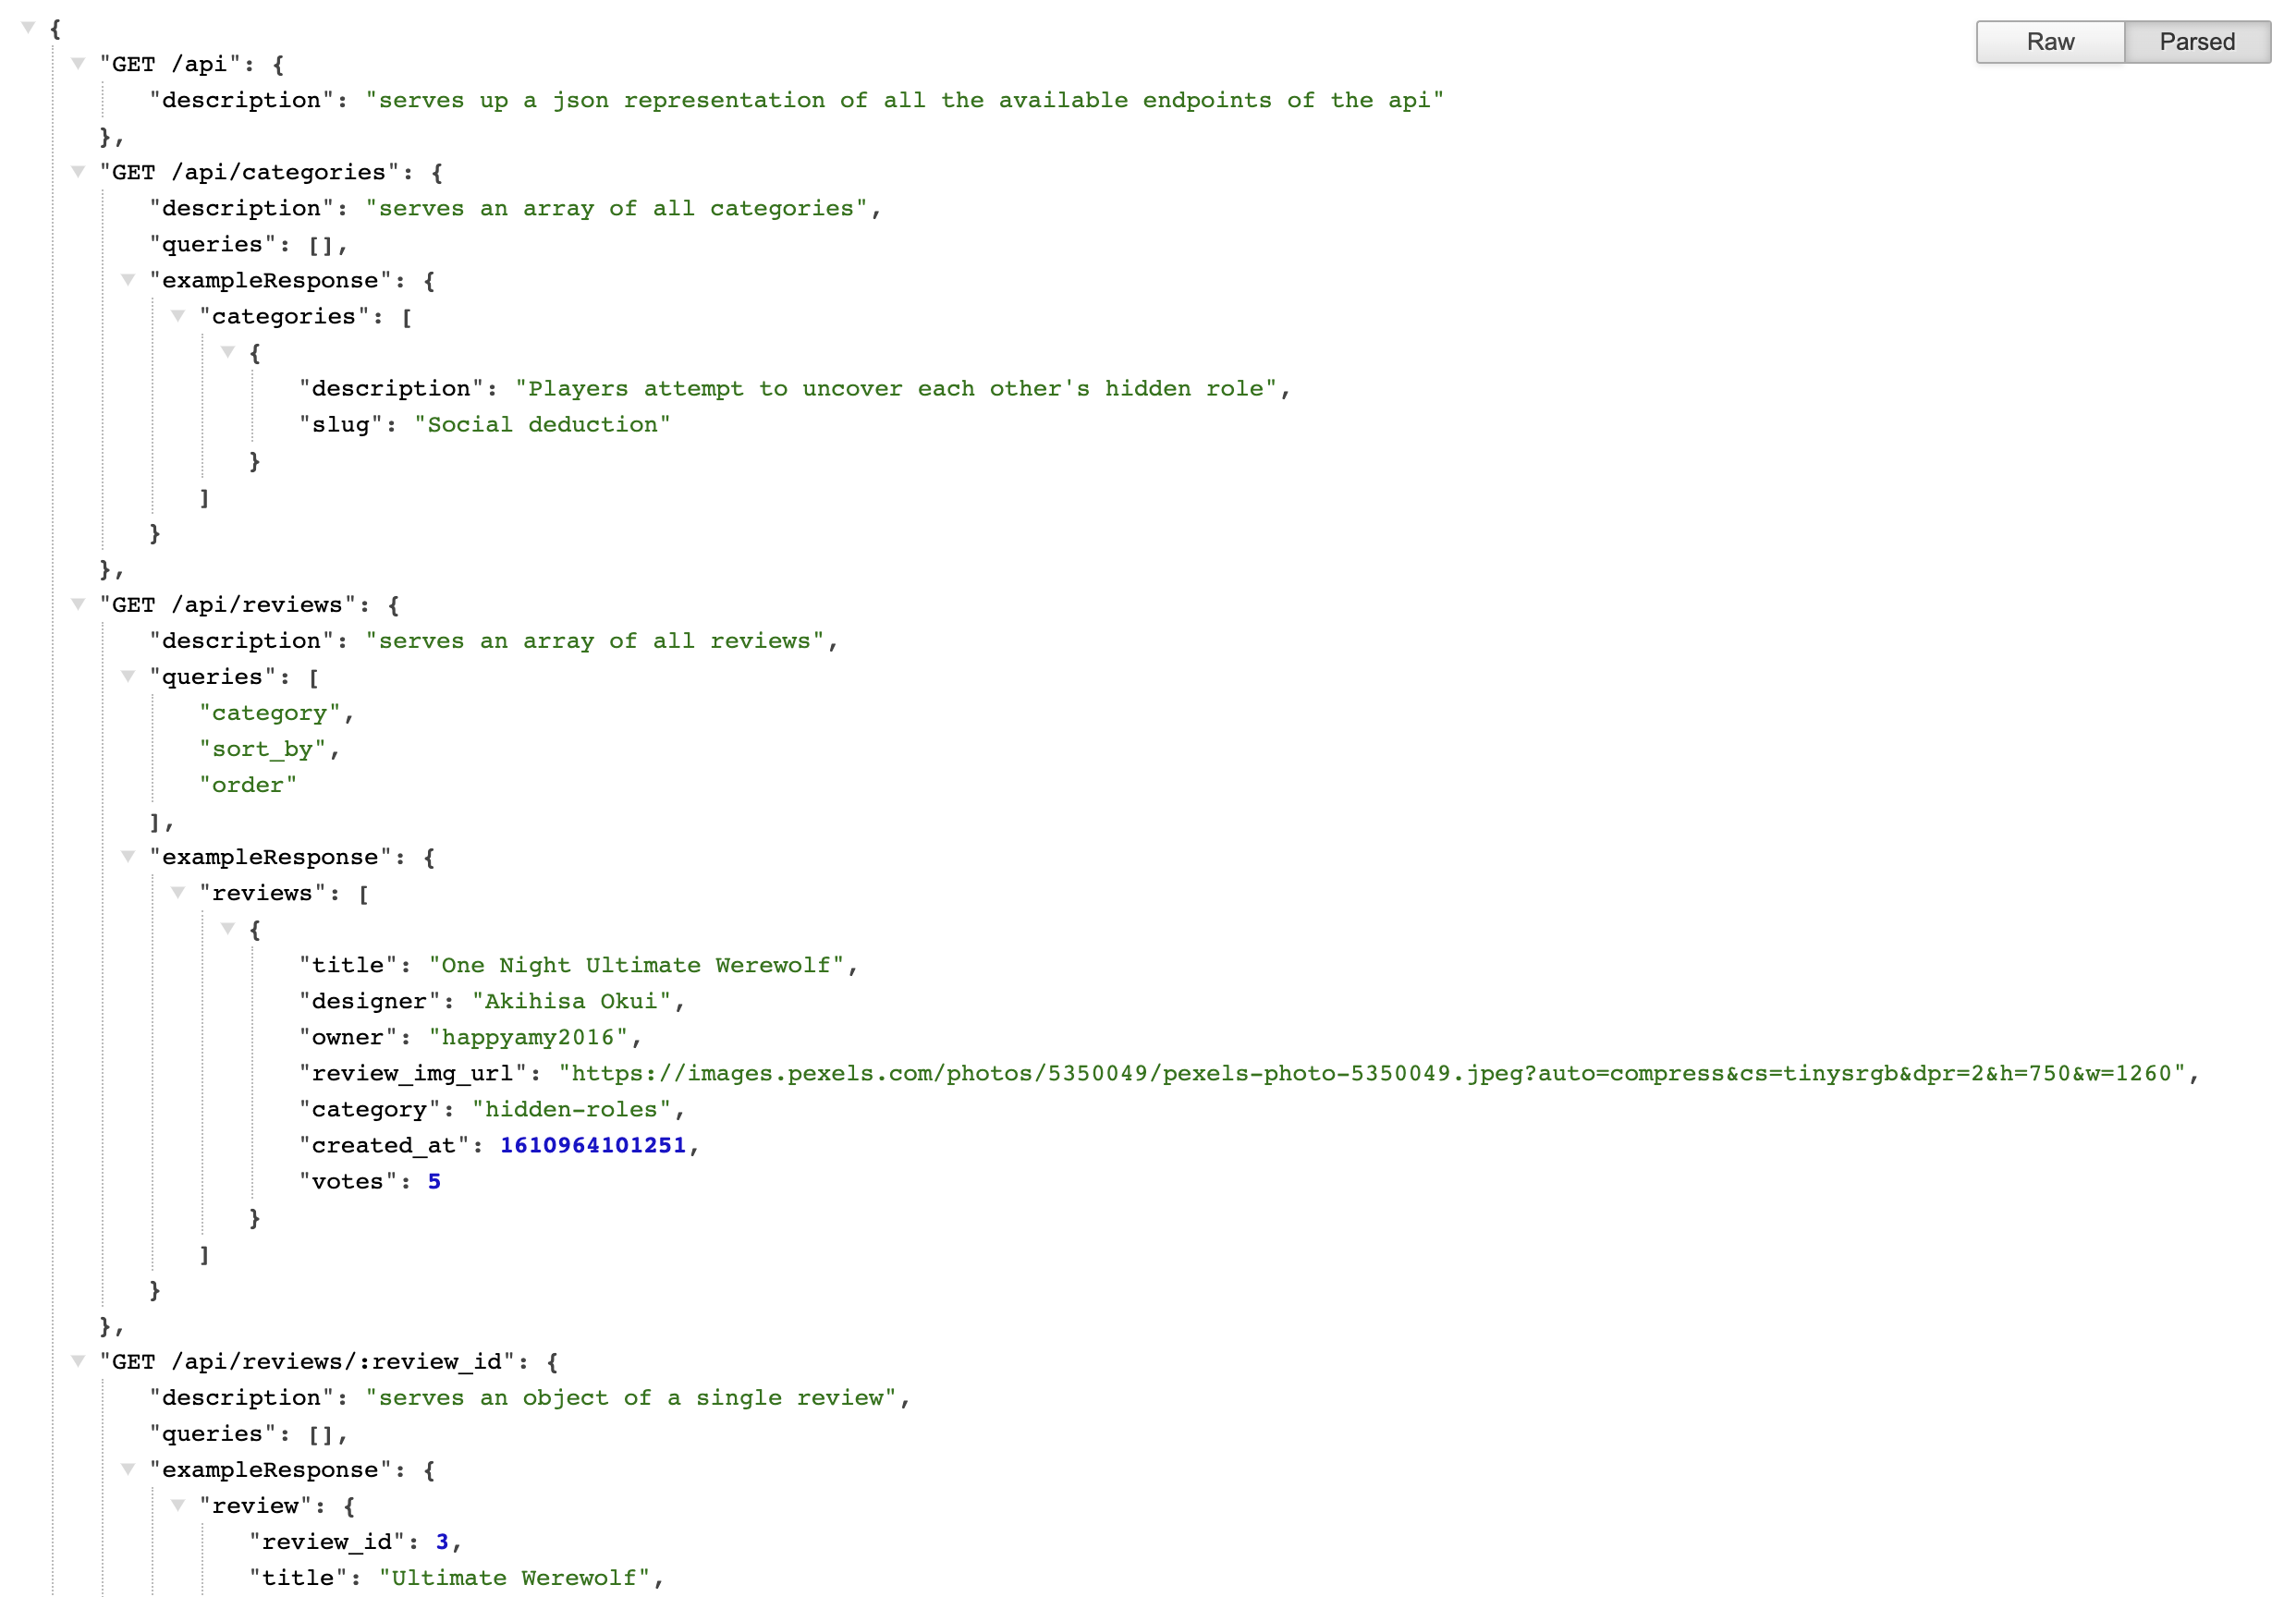 {
Raw Parsed
"GET /api": {
"description": "serves up a json representation of all the available endpoints of the api"
},
"GET /api/categories": {
"description": "serves an array of all categories",
"queries": [],
"exampleResponse": {
"categories": [
{
"description": "Players attempt to uncover each other's hidden role",
"slug": "Social deduction"
}
]
}
},
"GET /api/reviews": {
"description": "serves an array of all reviews",
"queries": [
"category",
"sort_by",
"order"
],
"exampleResponse": {
"reviews": [
{
"title": "One Night Ultimate Werewolf",
"designer": "Akihisa Okui",
"owner": "happyamy2016",
"review_img_url": "https://images.pexels.com/photos/5350049/pexels-photo-5350049.jpeg?auto=compress&cs=tinysrgb&dpr=2&h=750&w=1260",
"category": "hidden-roles",
"created_at": 1610964101251,
"votes": 5
}
]
}
},
"GET /api/reviews/:review_id": {
"description": "serves an object of a single review",
"queries": [],
"exampleResponse": {
"review": {
"review_id": 3,
"title": "Ultimate Werewolf",